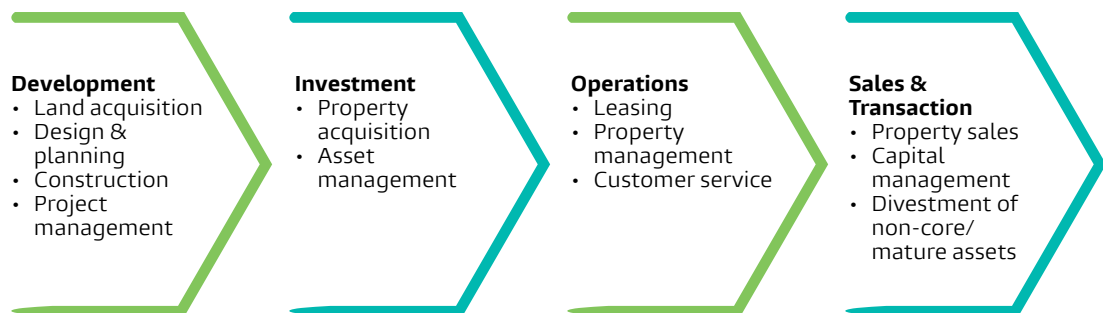 Development
• Land acquisition
• Design &
planning
• Construction
• Project
management
Investment
• Property
acquisition
• Asset
management
Operations
• Leasing
• Property
management
• Customer service
Sales &
Transaction
• Property sales
• Capital
management
• Divestment of
non-core/
mature assets